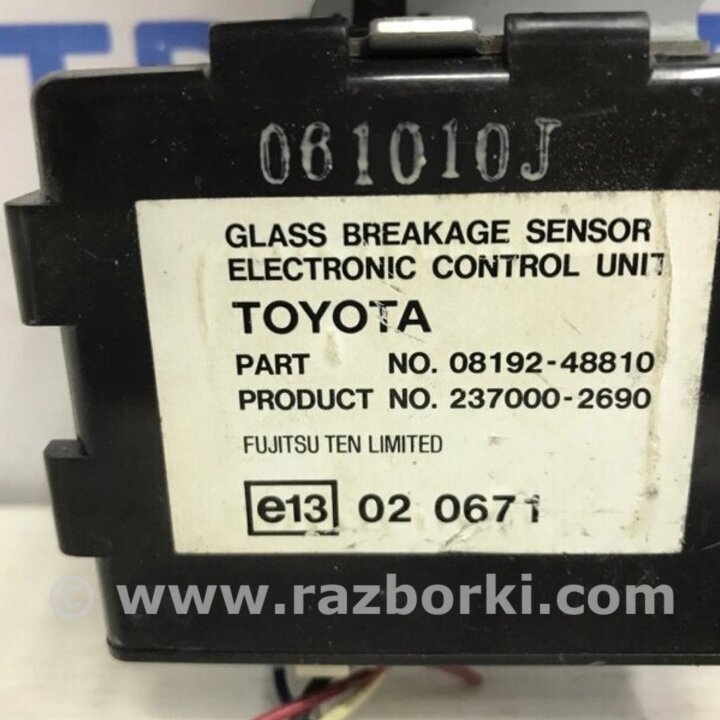 061010J
GLASS BREAKAGE SENSOR
ELECTRONIC CONTROL UNIT
TOYOTA
PART NO. 08192-48810
PRODUCT NO. 237000-2690
FUJITSU TEN LIMITED
e13 02 0671
© www.razborki.com